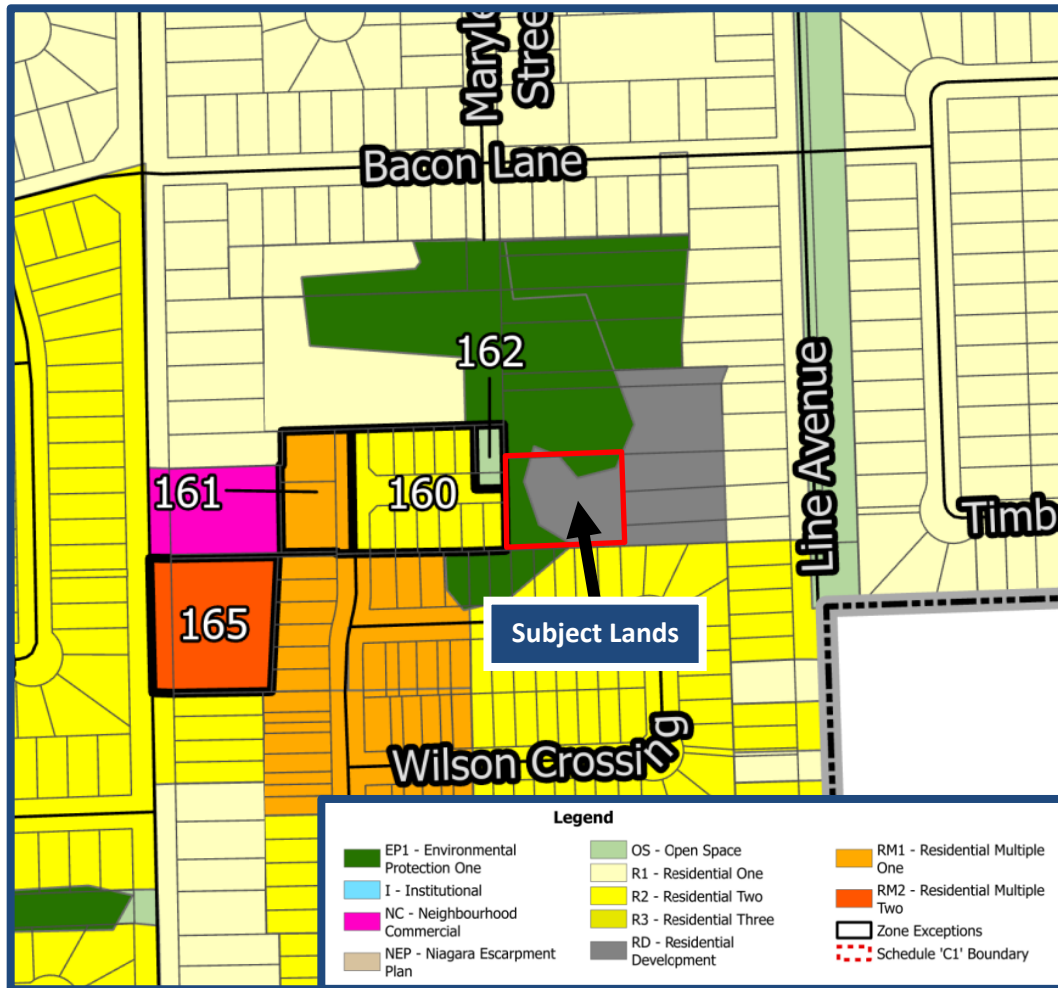 Maryle
Stree
Bacon Lane
162
Line Avenue
161
160
Timb
165
Subject Lands
Wilson Crossing
Legend
EP1 - Environmental
Protection One
I - Institutional
NC - Neighbourhood
Commercial
NEP - Niagara Escarpment
Plan
OS - Open Space
R1 - Residential One
R2 - Residential Two
R3 - Residential Three
RD - Residential
Development
RM1 - Residential Multiple
One
RM2 - Residential Multiple
Two
Zone Exceptions
Schedule 'C1' Boundary